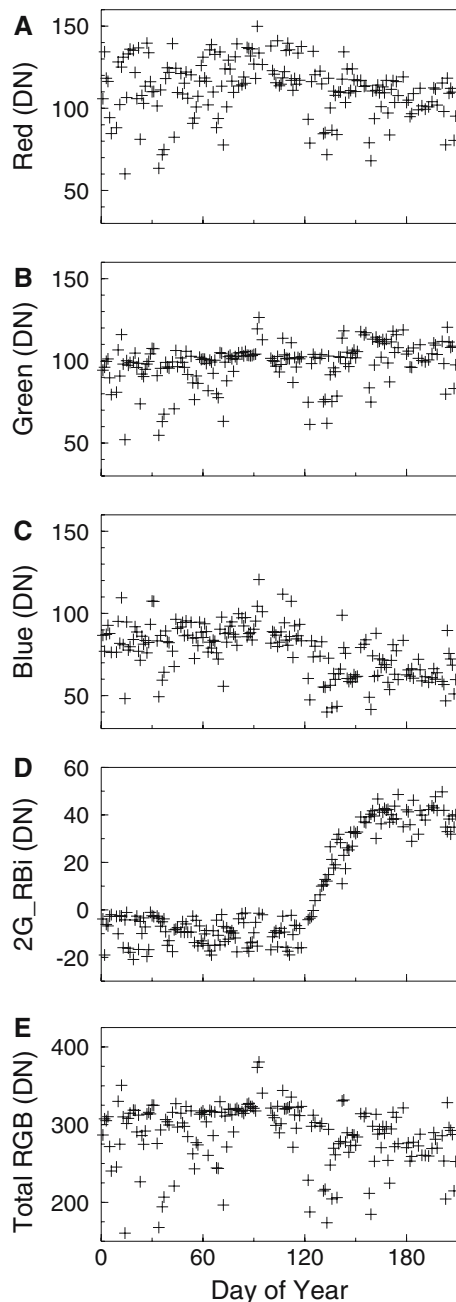 A
150
100
50
Red (DN)
B
150
100
50
Green (DN)
C
150
100
50
Blue (DN)
D
60
40
20
0
-20
2G_RBi (DN)
E
400
300
200
Total RGB (DN)
0 60 120 180
Day of Year